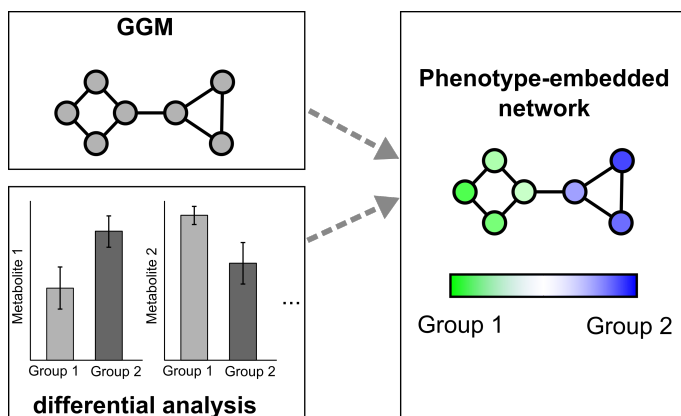 GGM
Metabolite 1
Group 1 Group 2
Metabolite 2
Group 1 Group 2
...
differential analysis
Phenotype-embedded
network
Group 1 Group 2